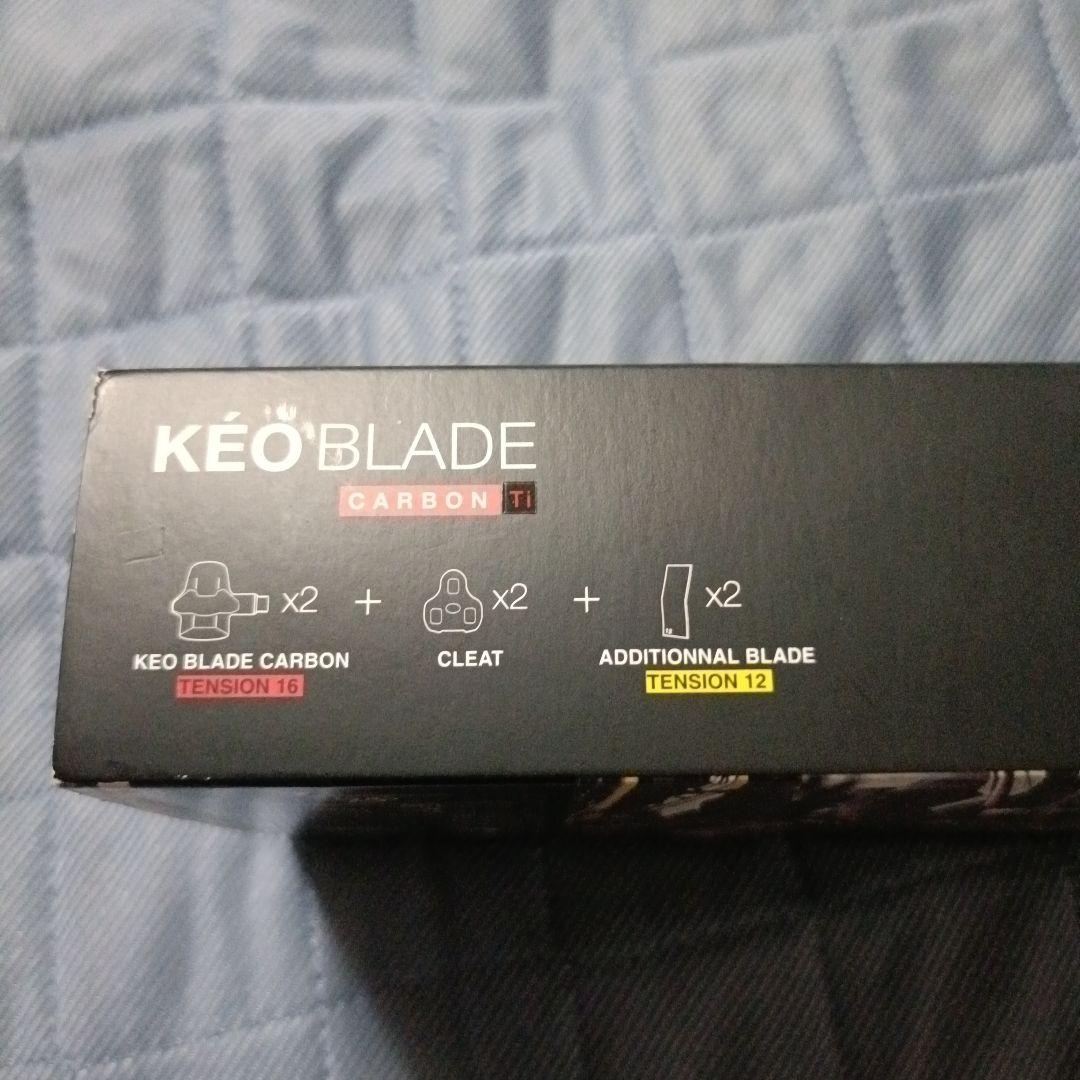 KÉO BLADE
CARBON Ti
x2 + x2 + x2
KEO BLADE CARBON CLEAT ADDITIONNAL BLADE
TENSION 16 TENSION 12